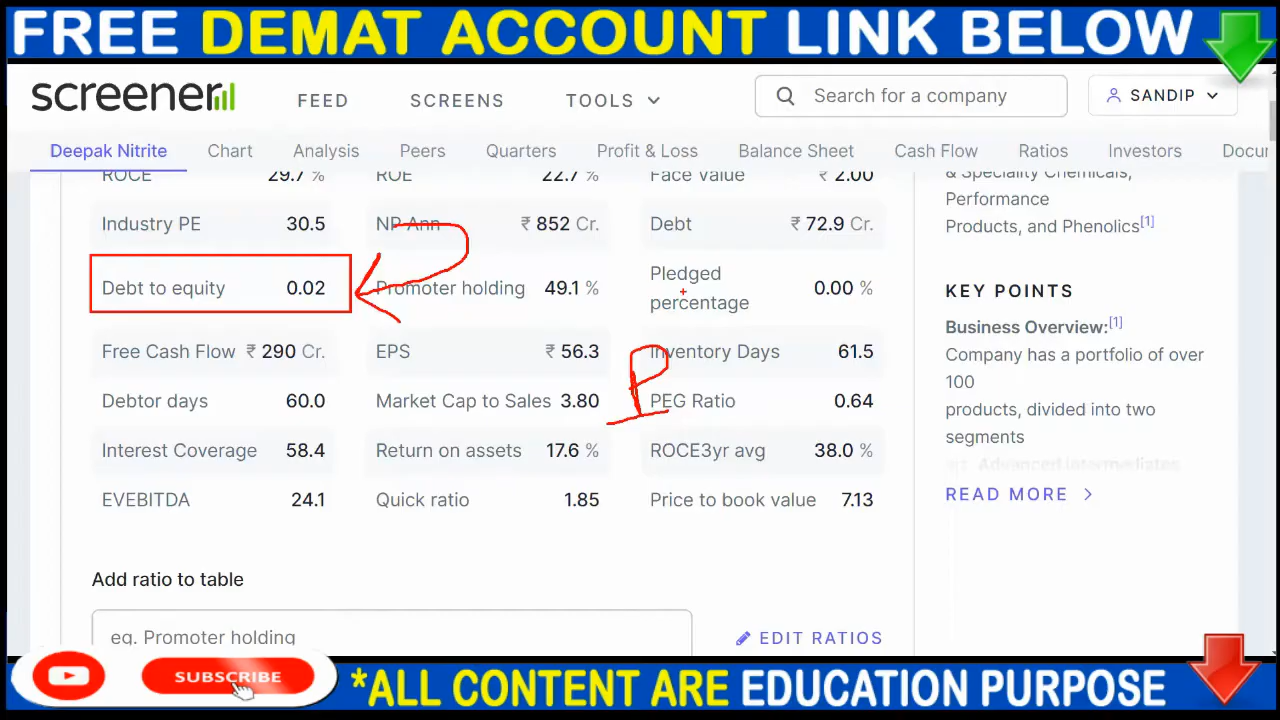 FREE DEMAT ACCOUNT LINK BELOW
screener FEED SCREENS TOOLS Search for a company SANDIP
Deepak Nitrite Chart Analysis Peers Quarters Profit & Loss Balance Sheet Cash Flow Ratios Investors Docur
ROCE 29.7 % ROE 22.7 % Face Value ₹ 2.00
Industry PE 30.5 NP Ann ₹ 852 Cr. Debt ₹ 72.9 Cr.
Debt to equity 0.02 Promoter holding 49.1 % Pledged percentage 0.00 %
Free Cash Flow ₹ 290 Cr. EPS ₹ 56.3 Inventory Days 61.5
P
Debtor days 60.0 Market Cap to Sales 3.80 PEG Ratio 0.64
Interest Coverage 58.4 Return on assets 17.6 % ROCE3yr avg 38.0 %
EVEBITDA 24.1 Quick ratio 1.85 Price to book value 7.13
Add ratio to table
eg. Promoter holding
EDIT RATIOS
& Speciality Chemicals,
Performance
Products, and Phenolics[1]
KEY POINTS
Business Overview:[1]
Company has a portfolio of over
100
products, divided into two
segments
Advanced Intermediates
READ MORE
SUBSCRIBE
*ALL CONTENT ARE EDUCATION PURPOSE